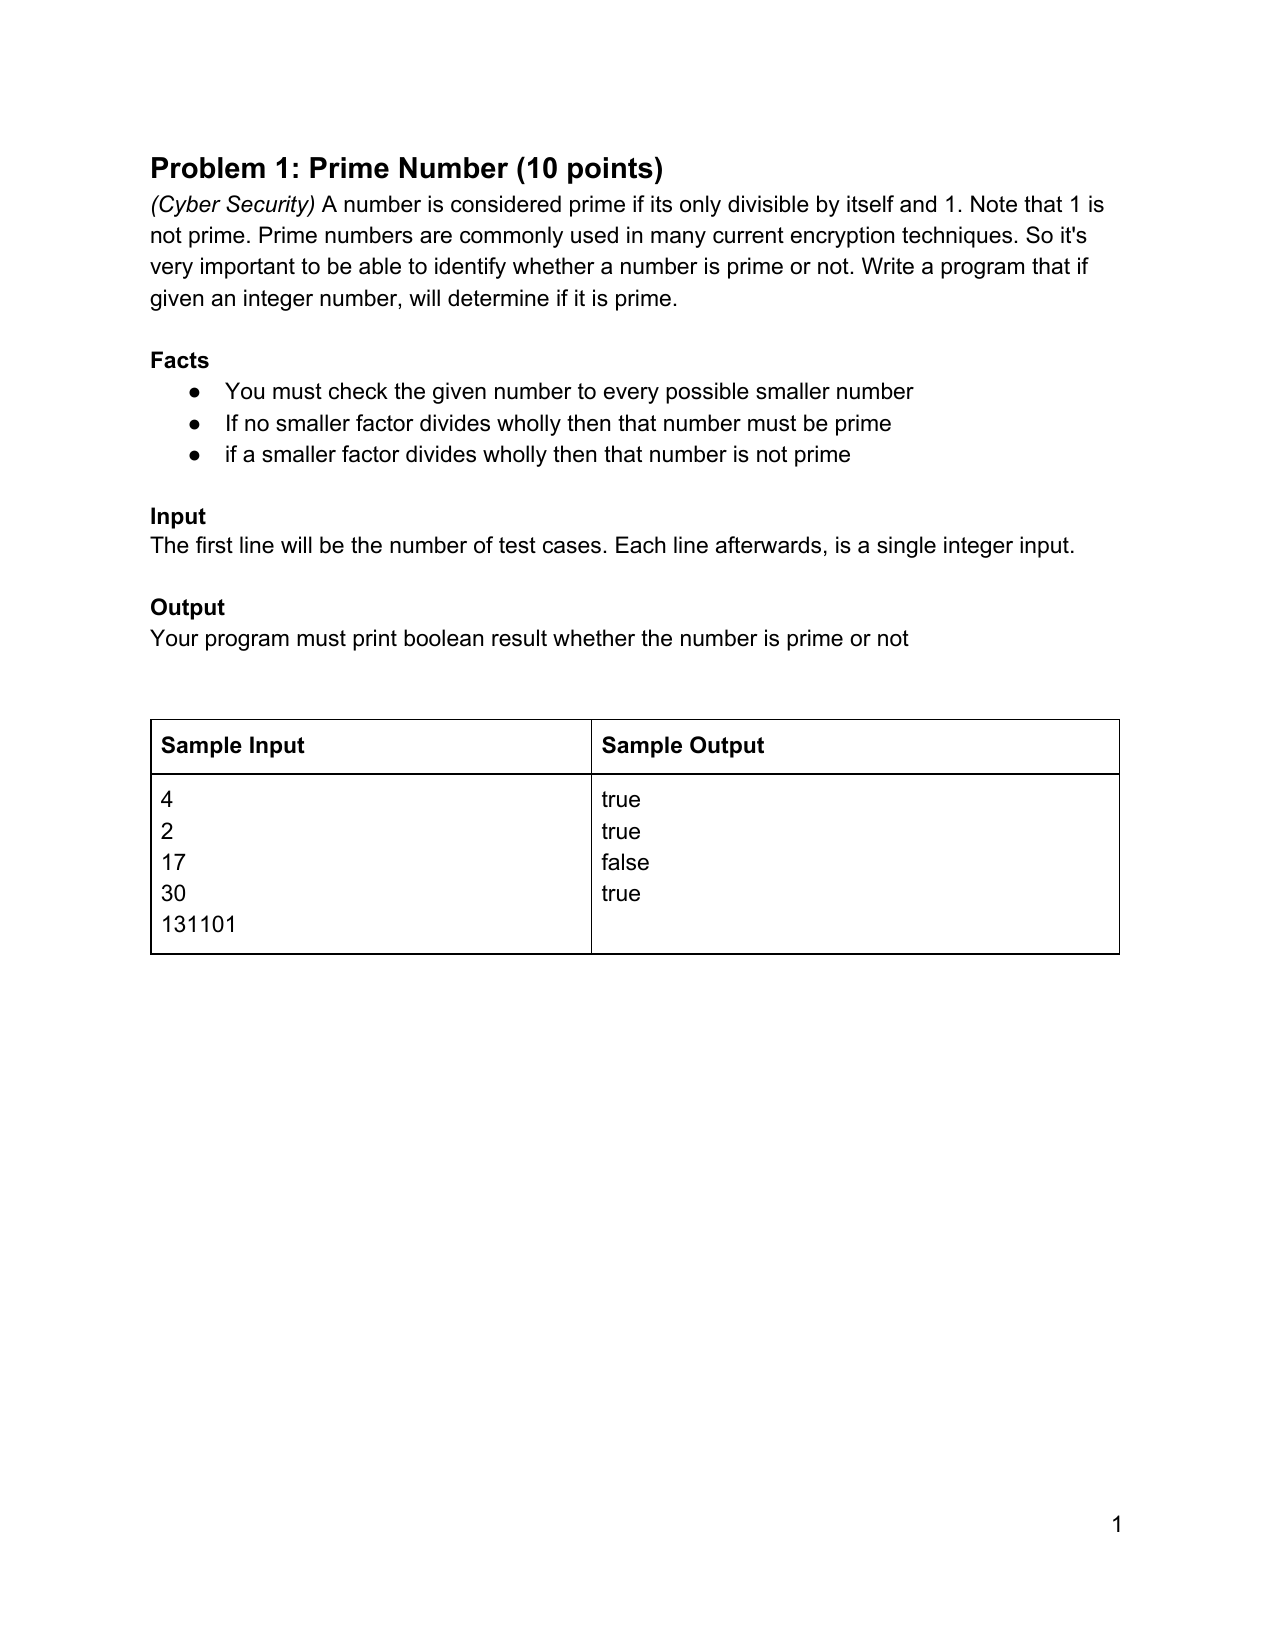 Problem 1: Prime Number (10 points)
(Cyber Security) A number is considered prime if its only divisible by itself and 1. Note that 1 is
not prime. Prime numbers are commonly used in many current encryption techniques. So it's
very important to be able to identify whether a number is prime or not. Write a program that if
given an integer number, will determine if it is prime.
Facts
● You must check the given number to every possible smaller number
● If no smaller factor divides wholly then that number must be prime
● if a smaller factor divides wholly then that number is not prime
Input
The first line will be the number of test cases. Each line afterwards, is a single integer input.
Output
Your program must print boolean result whether the number is prime or not
Sample Input
4
2
17
30
131101
Sample Output
true
true
false
true
1